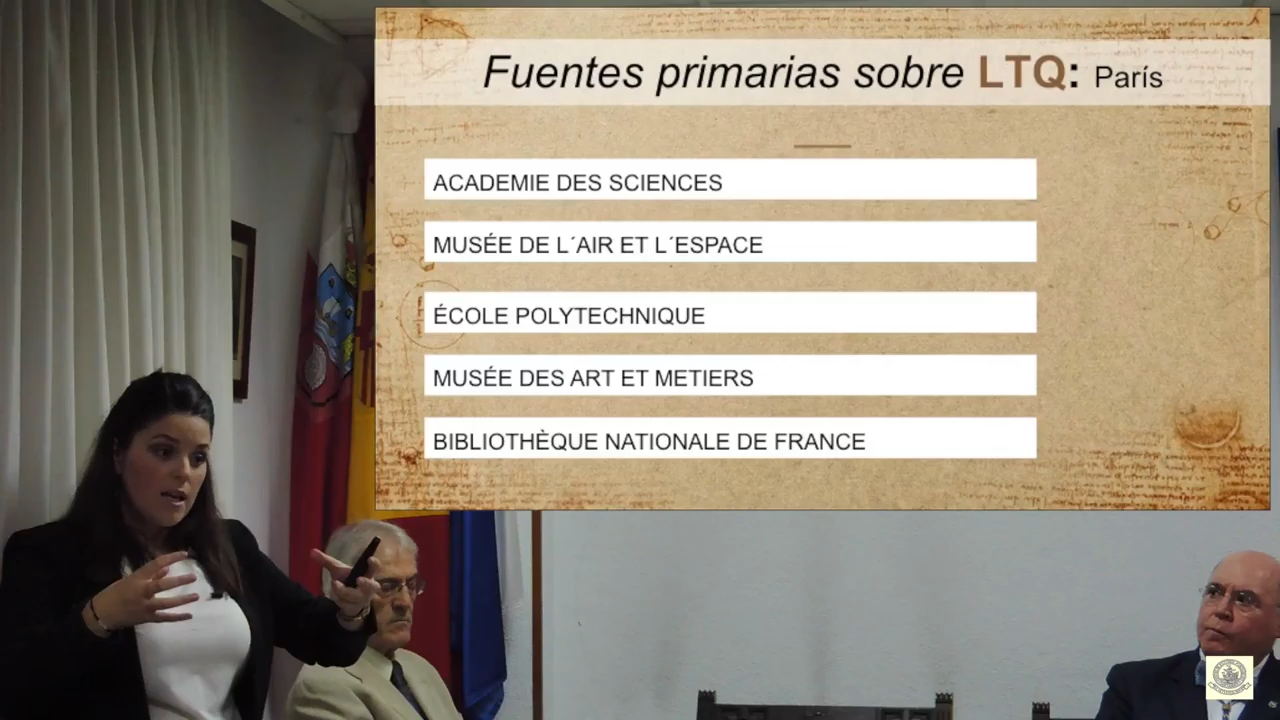 Fuentes primarias sobre LTQ: París
ACADEMIE DES SCIENCES
MUSÉE DE L´AIR ET L´ESPACE
ÉCOLE POLYTECHNIQUE
MUSÉE DES ART ET METIERS
BIBLIOTHÈQUE NATIONALE DE FRANCE